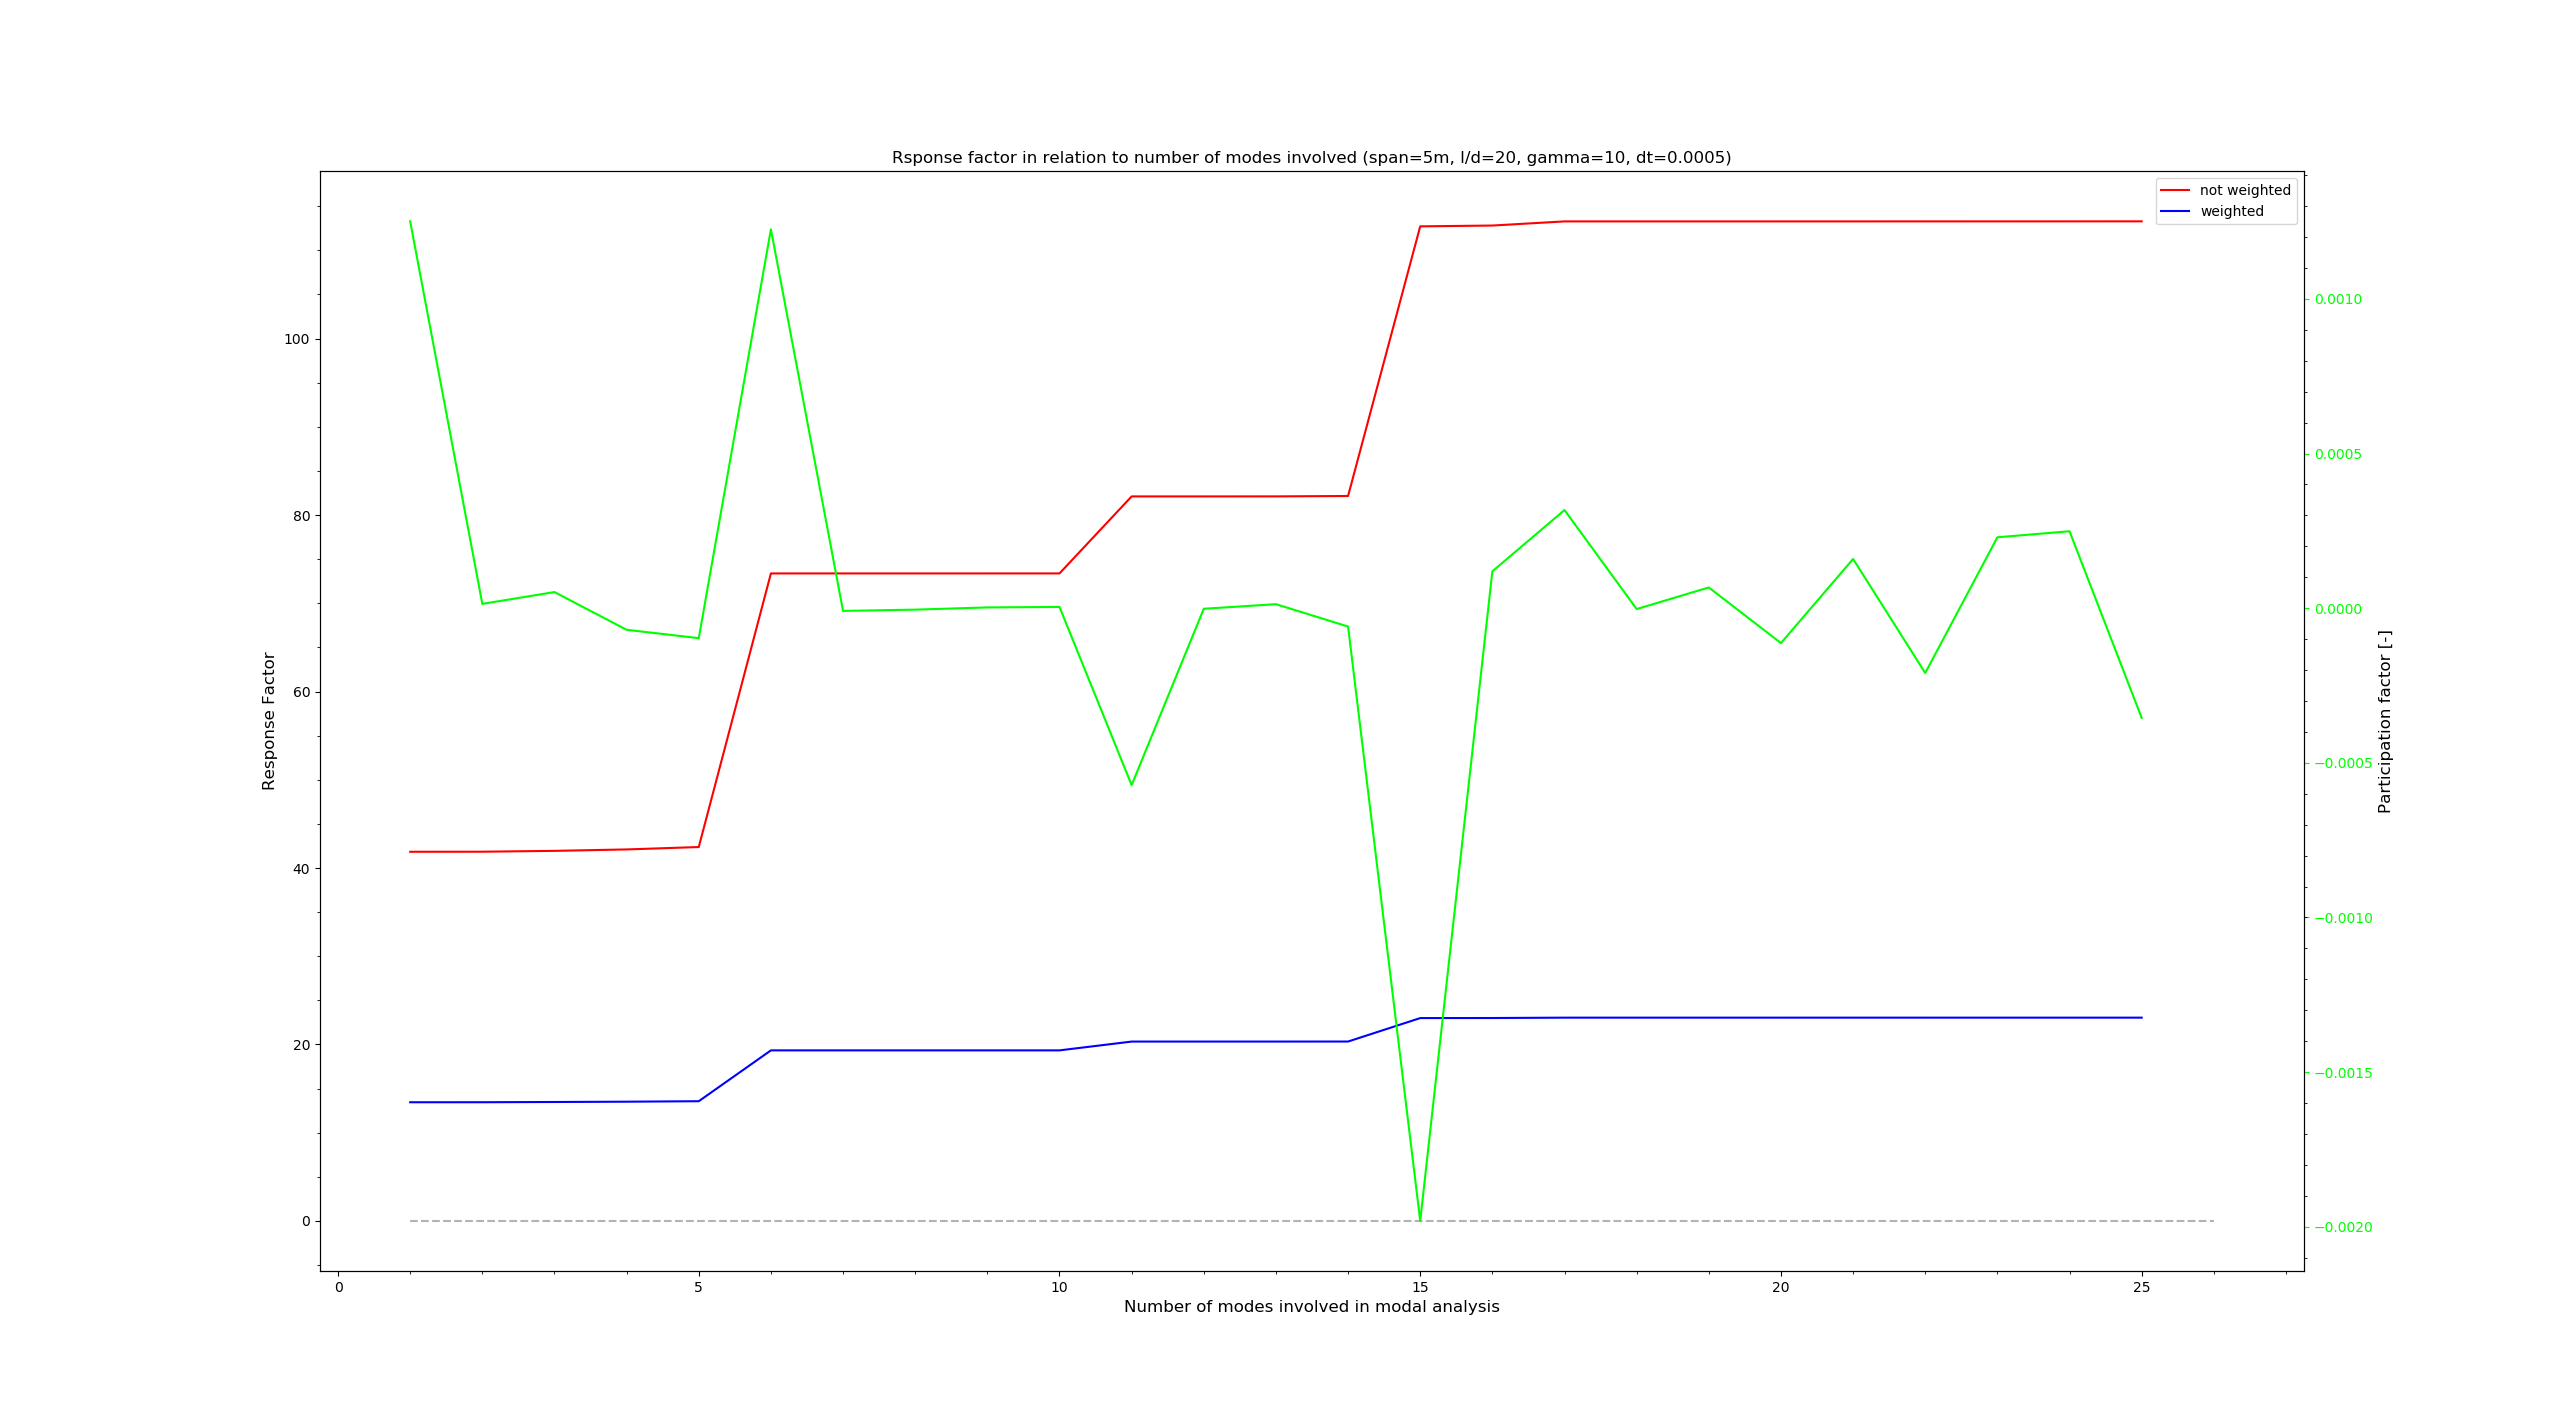 Rsponse factor in relation to number of modes involved (span=5m, l/d=20, gamma=10, dt=0.0005)
not weighted
weighted
100
80
60
40
20
0
Response Factor
0.0010
0.0005
0.0000
−0.0005
−0.0010
−0.0015
−0.0020
Participation factor [-]
0 5 10 15 20 25
Number of modes involved in modal analysis